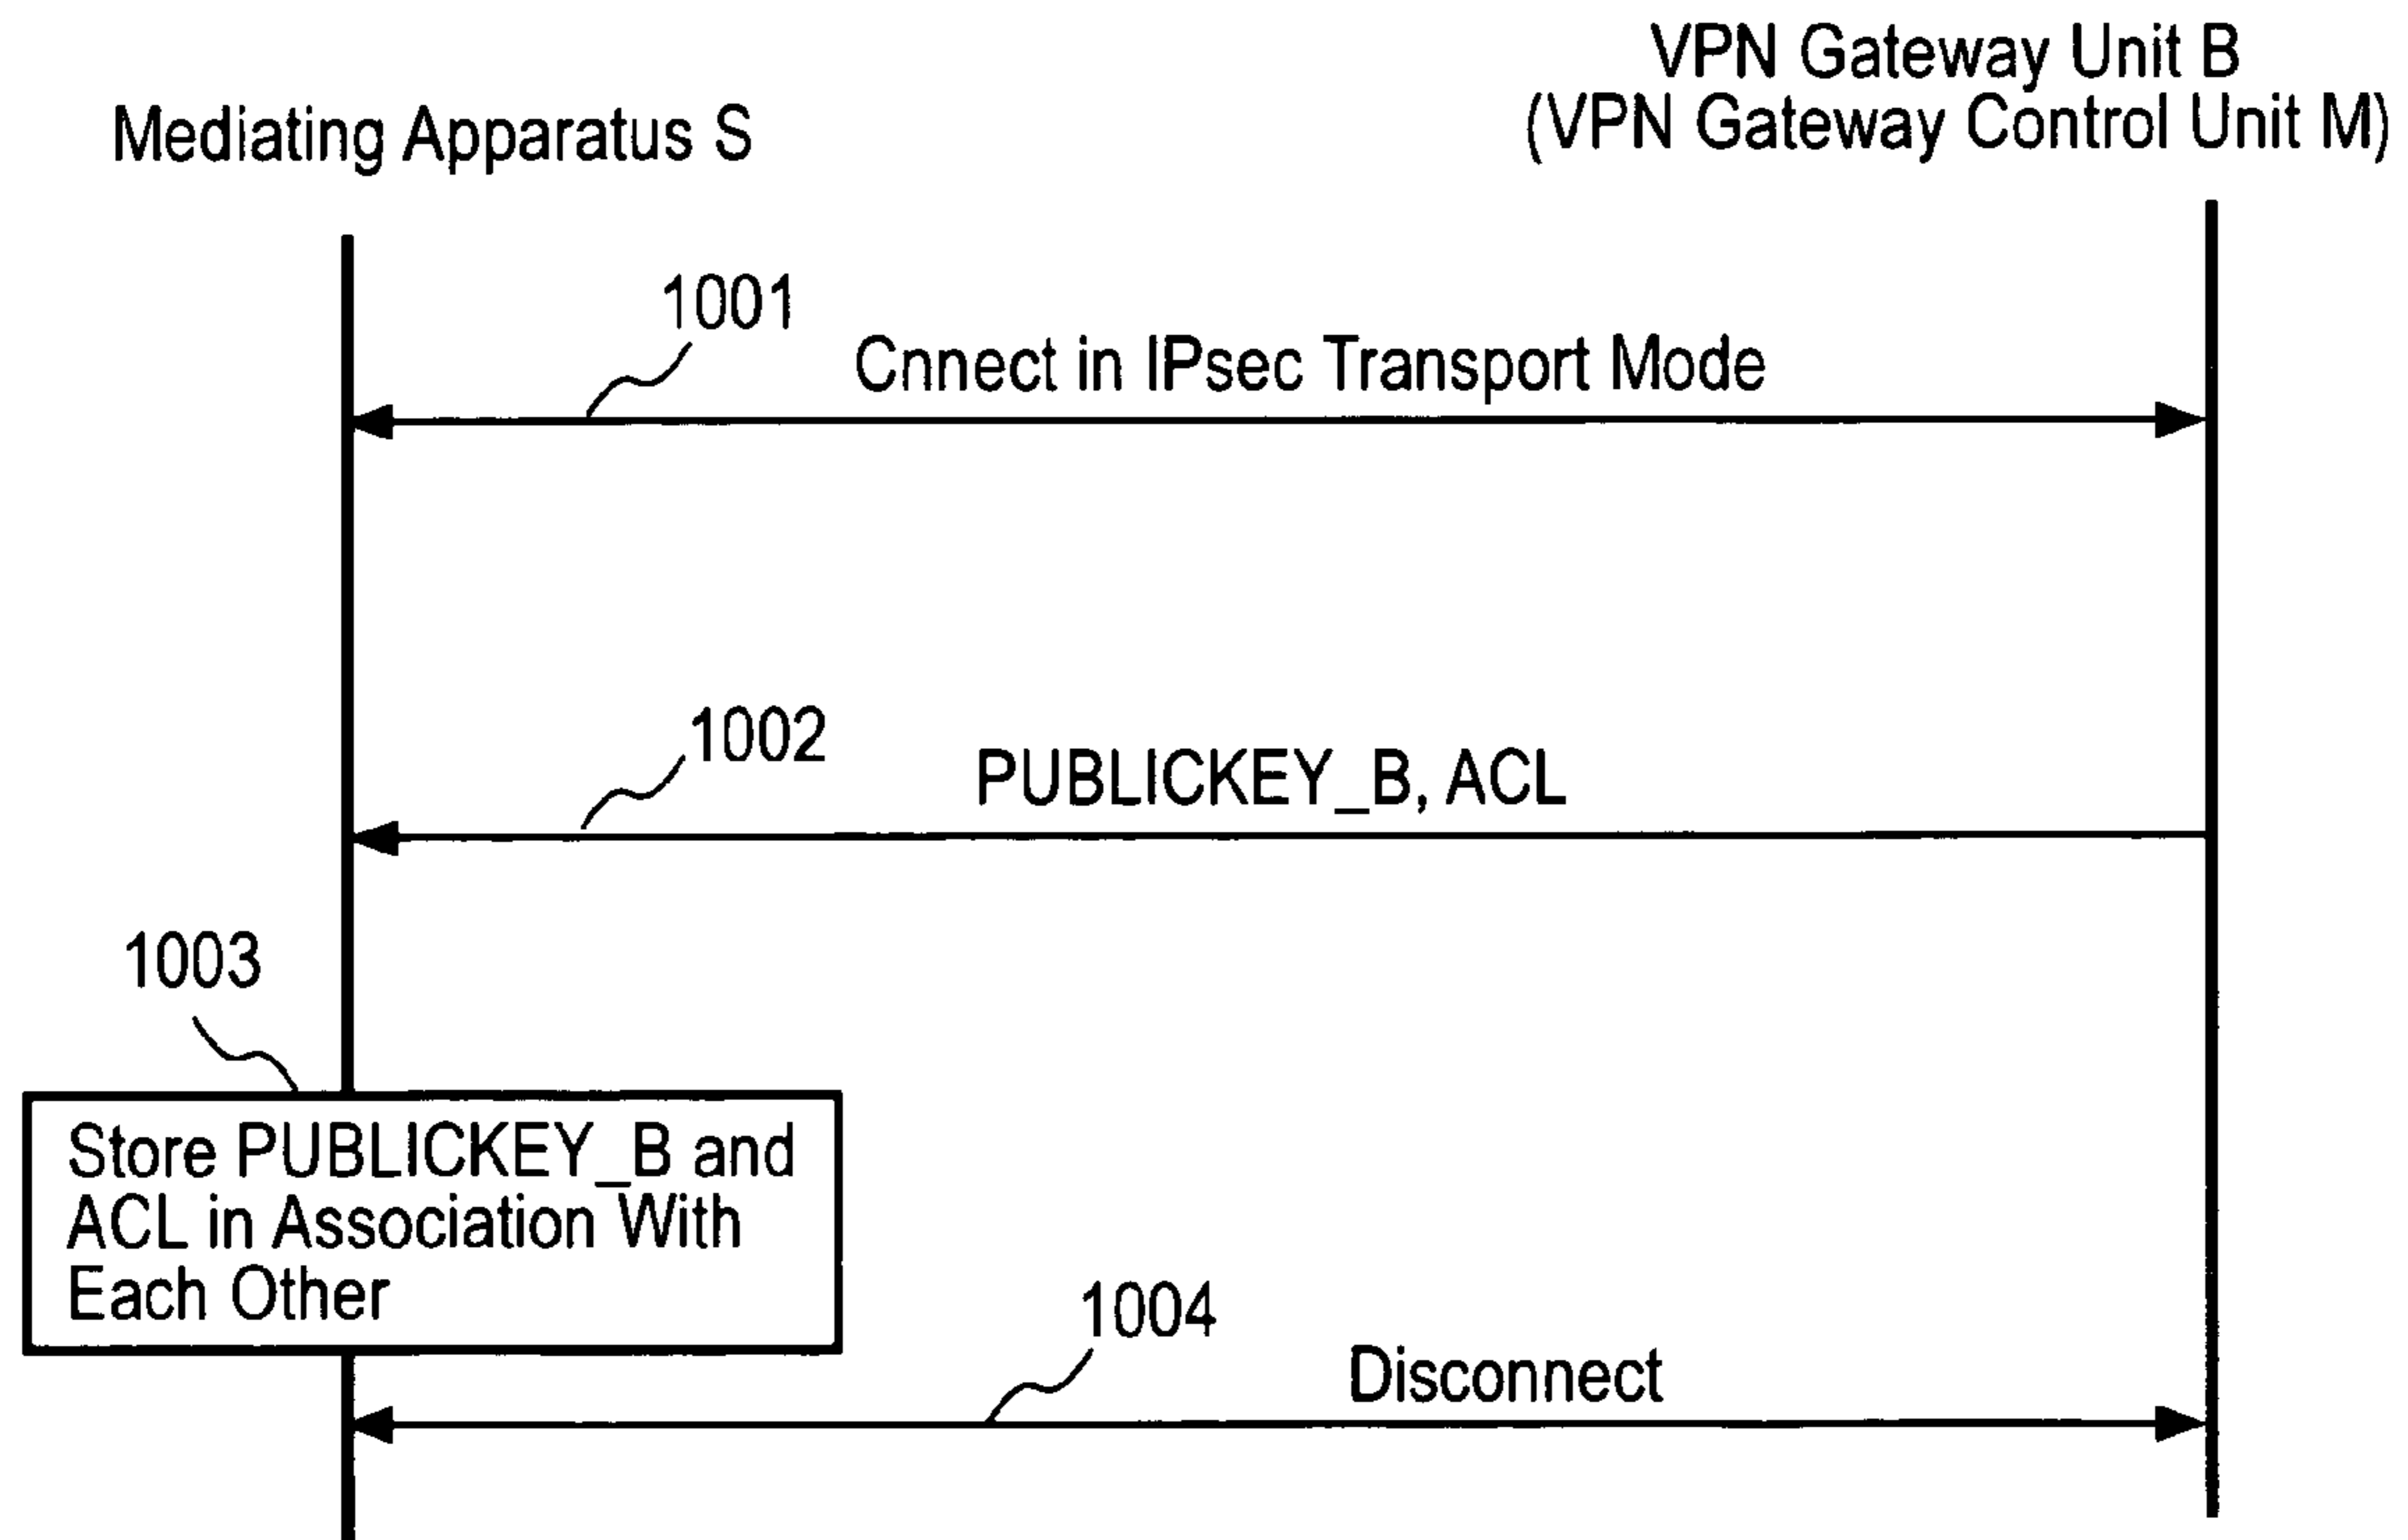 VPN Gateway Unit B
(VPN Gateway Control Unit M)
Mediating Apparatus S
1001
Cnnect in IPsec Transport Mode
1002
PUBLICKEY_B, ACL
1003
Store PUBLICKEY_B and
ACL in Association With
Each Other
1004
Disconnect